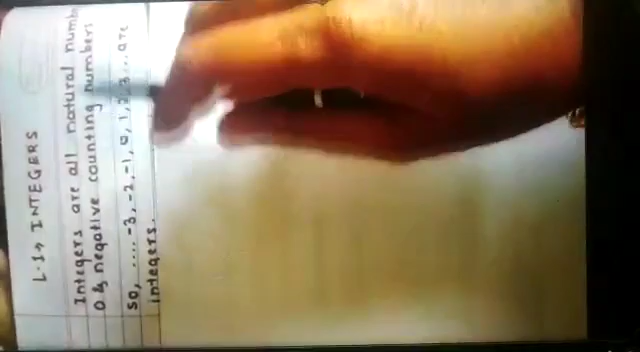 L.1→ INTEGERS
Integers are all natural numb
0 & negative counting numbers
so, .... -3, -2, -1, 0, 1, 2, 3... are
integers.